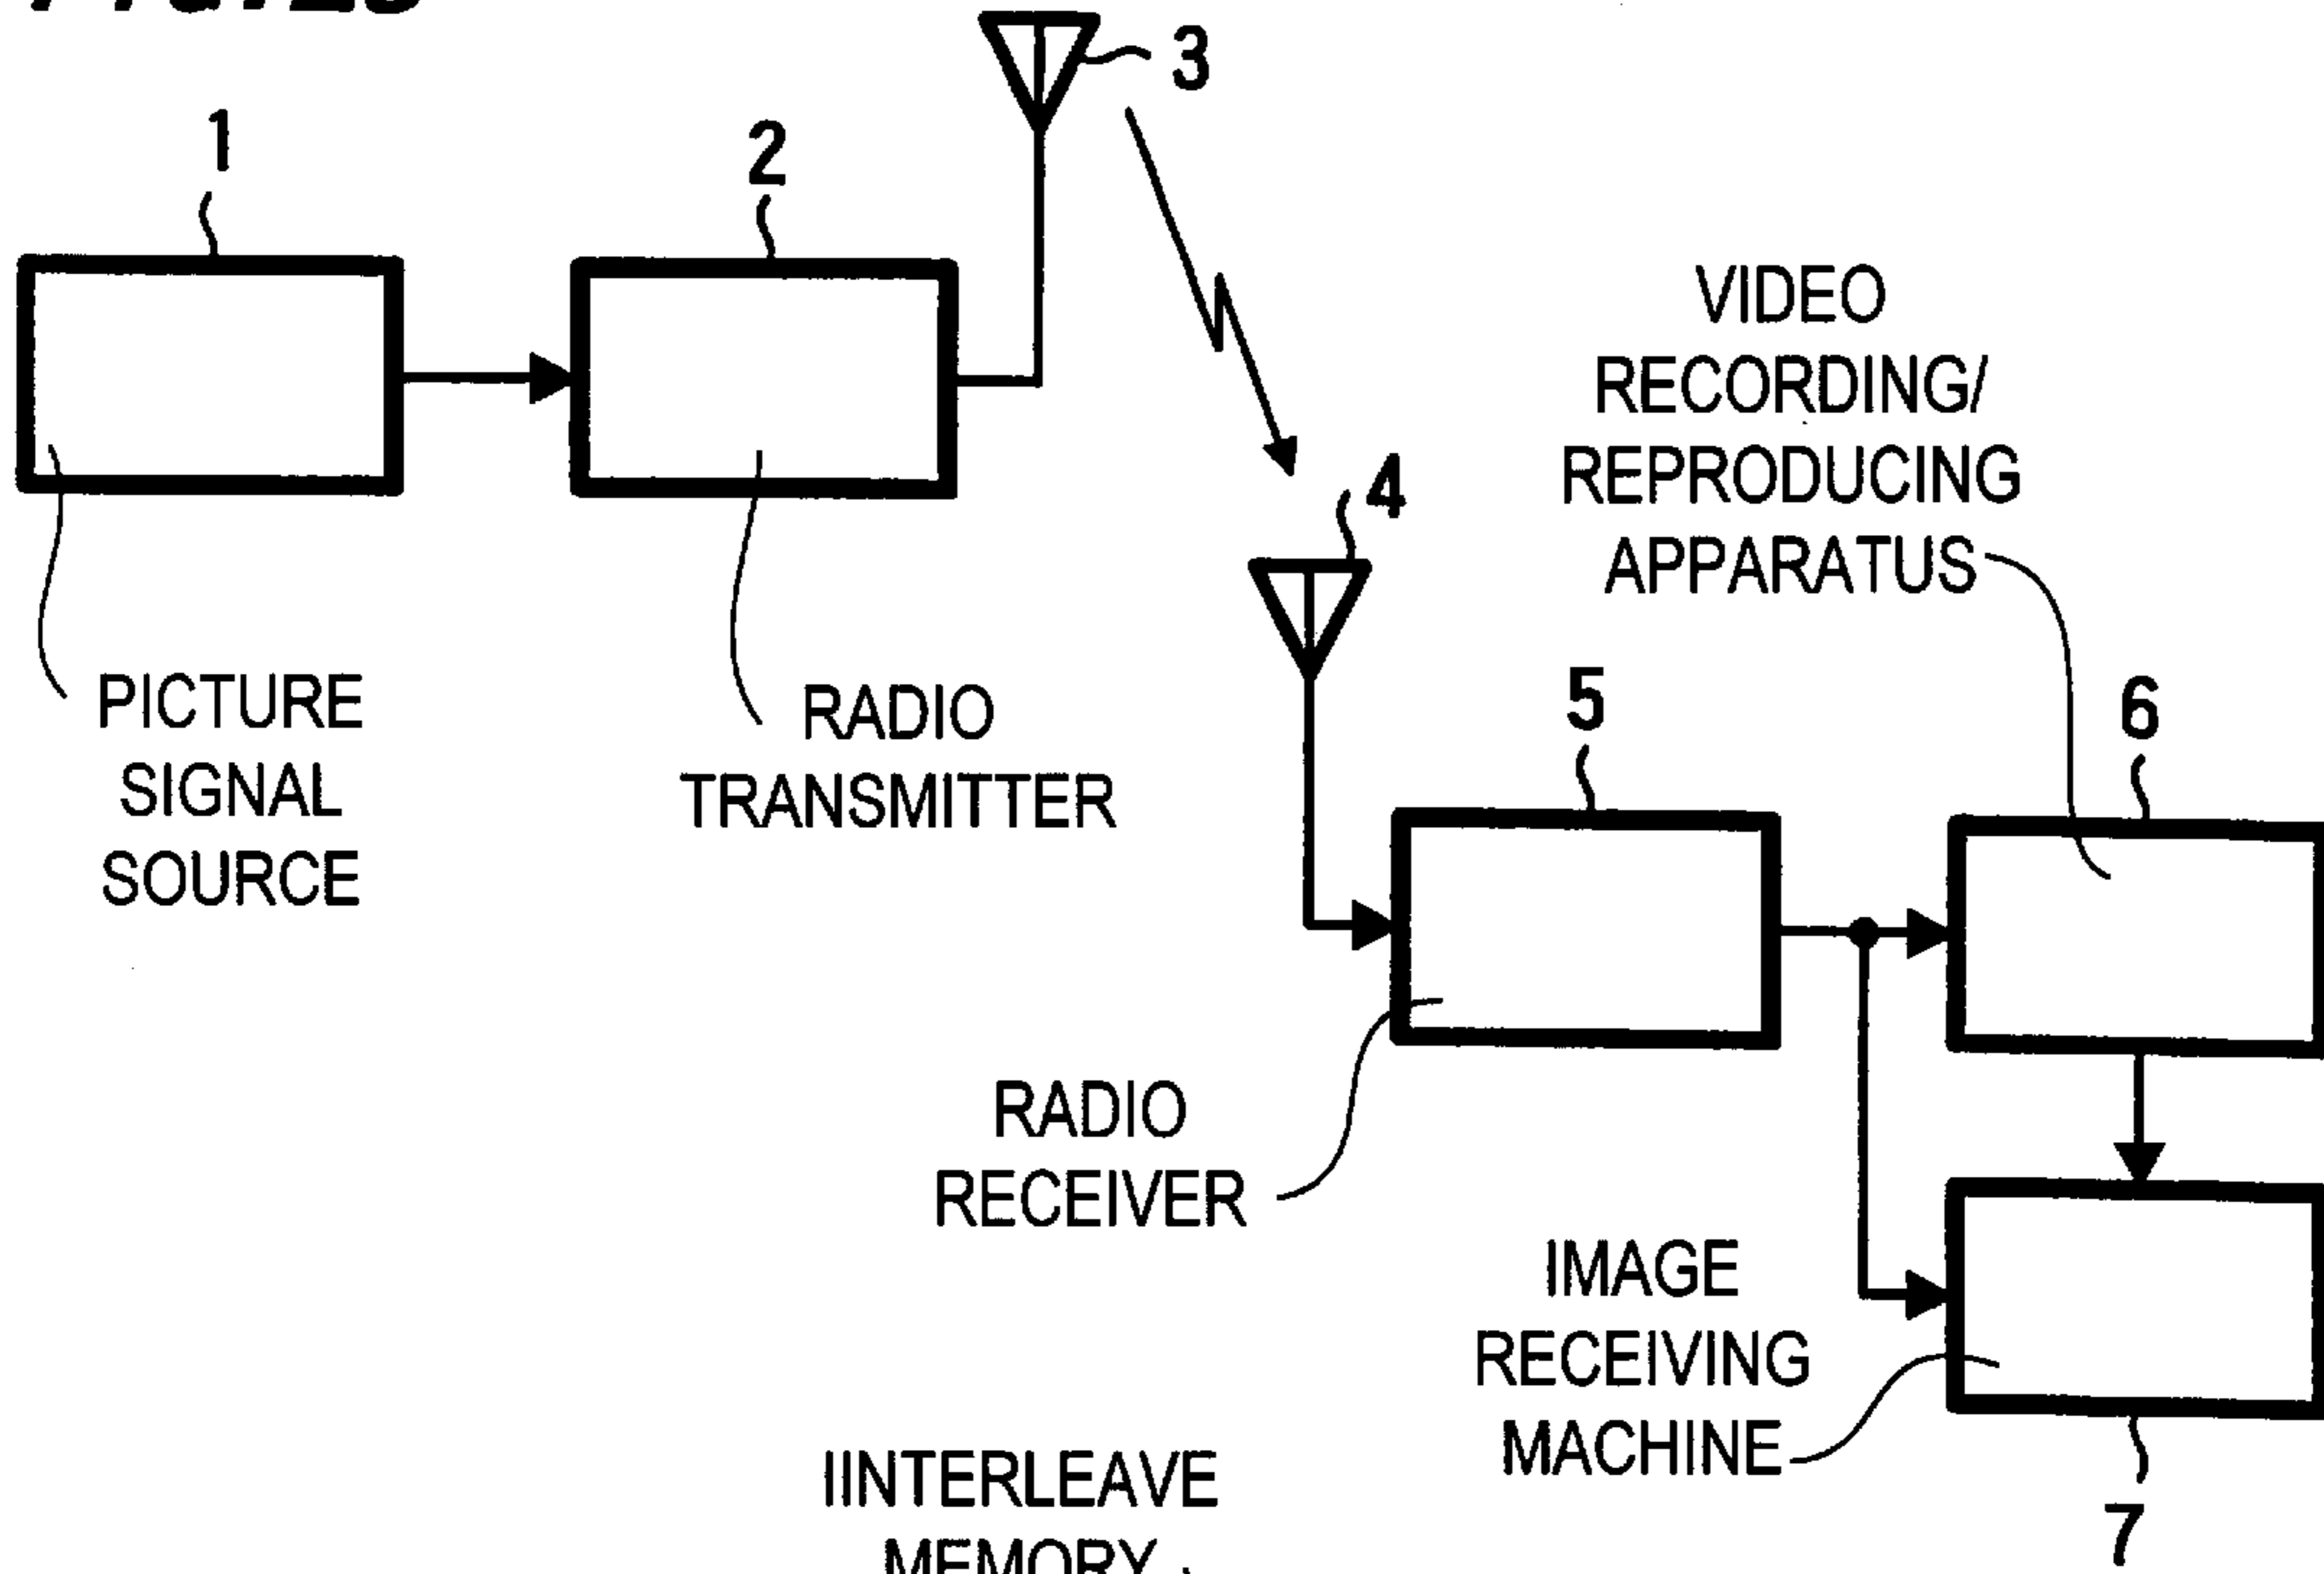 3
1
2
VIDEO
RECORDING/
REPRODUCING
APPARATUS
4
PICTURE
SIGNAL
SOURCE
RADIO
TRANSMITTER
5
6
RADIO
RECEIVER
IMAGE
RECEIVING
MACHINE
7
IINTERLEAVE
MEMORY